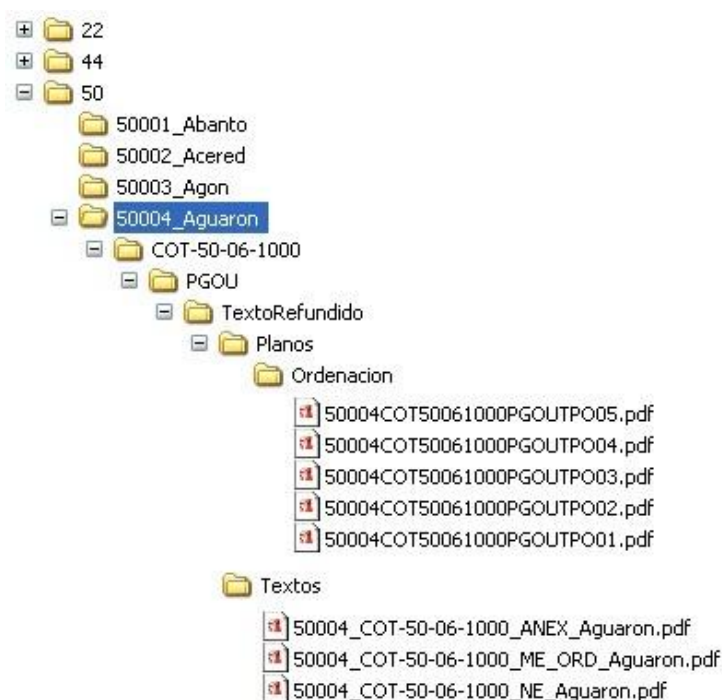 22
44
50
50001_Abanto
50002_Acered
50003_Agon
50004_Aguaron
COT-50-06-1000
PGOU
TextoRefundido
Planos
Ordenacion
50004COT50061000PGOUTPO05.pdf
50004COT50061000PGOUTPO04.pdf
50004COT50061000PGOUTPO03.pdf
50004COT50061000PGOUTPO02.pdf
50004COT50061000PGOUTPO01.pdf
Textos
50004_COT-50-06-1000_ANEX_Aguaron.pdf
50004_COT-50-06-1000_ME_ORD_Aguaron.pdf
50004_COT-50-06-1000_NE_Aguaron.pdf